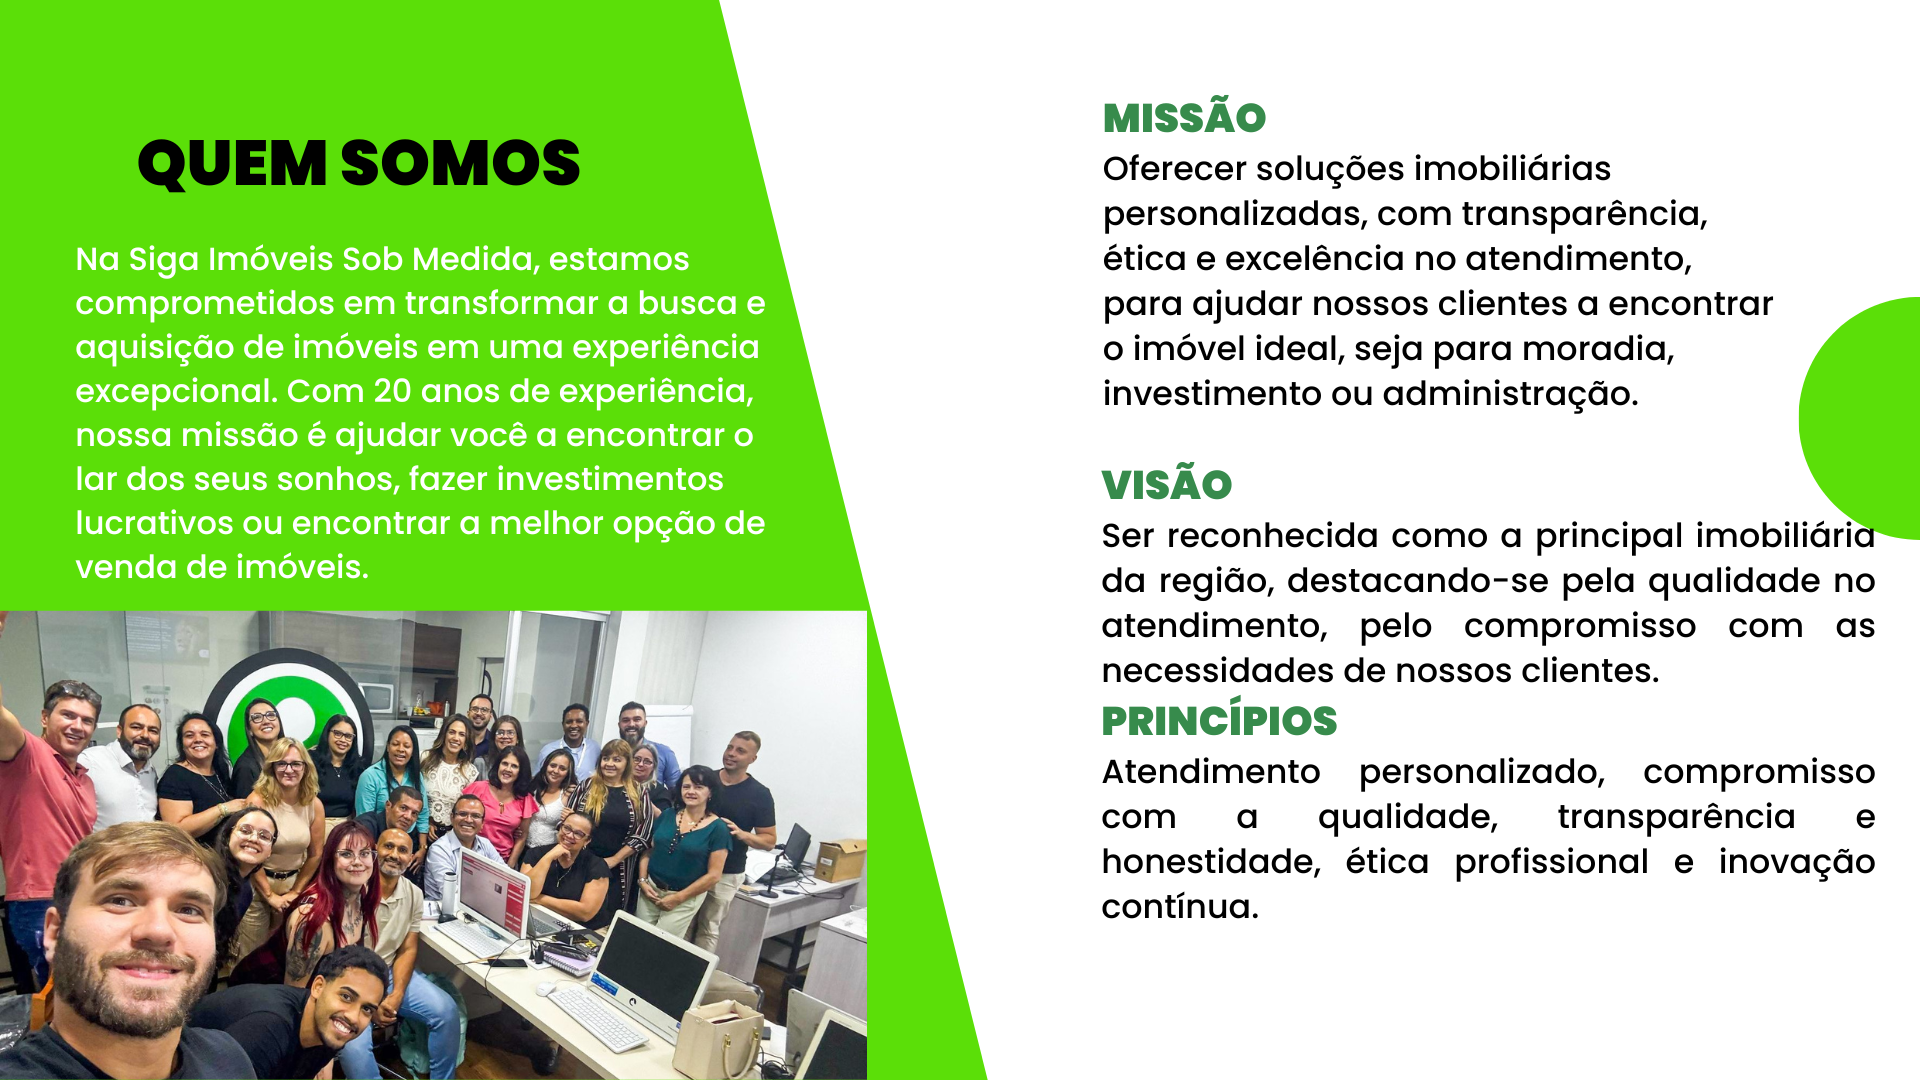 QUEM SOMOS
Na Siga Imóveis Sob Medida, estamos
comprometidos em transformar a busca e
aquisição de imóveis em uma experiência
excepcional. Com 20 anos de experiência,
nossa missão é ajudar você a encontrar o
lar dos seus sonhos, fazer investimentos
lucrativos ou encontrar a melhor opção de
venda de imóveis.
MISSÃO
Oferecer soluções imobiliárias
personalizadas, com transparência,
ética e excelência no atendimento,
para ajudar nossos clientes a encontrar
o imóvel ideal, seja para moradia,
investimento ou administração.
VISÃO
Ser reconhecida como a principal imobiliária
da região, destacando-se pela qualidade no
atendimento, pelo compromisso com as
necessidades de nossos clientes.
PRINCÍPIOS
Atendimento personalizado, compromisso
com a qualidade, transparência e
honestidade, ética profissional e inovação
contínua.